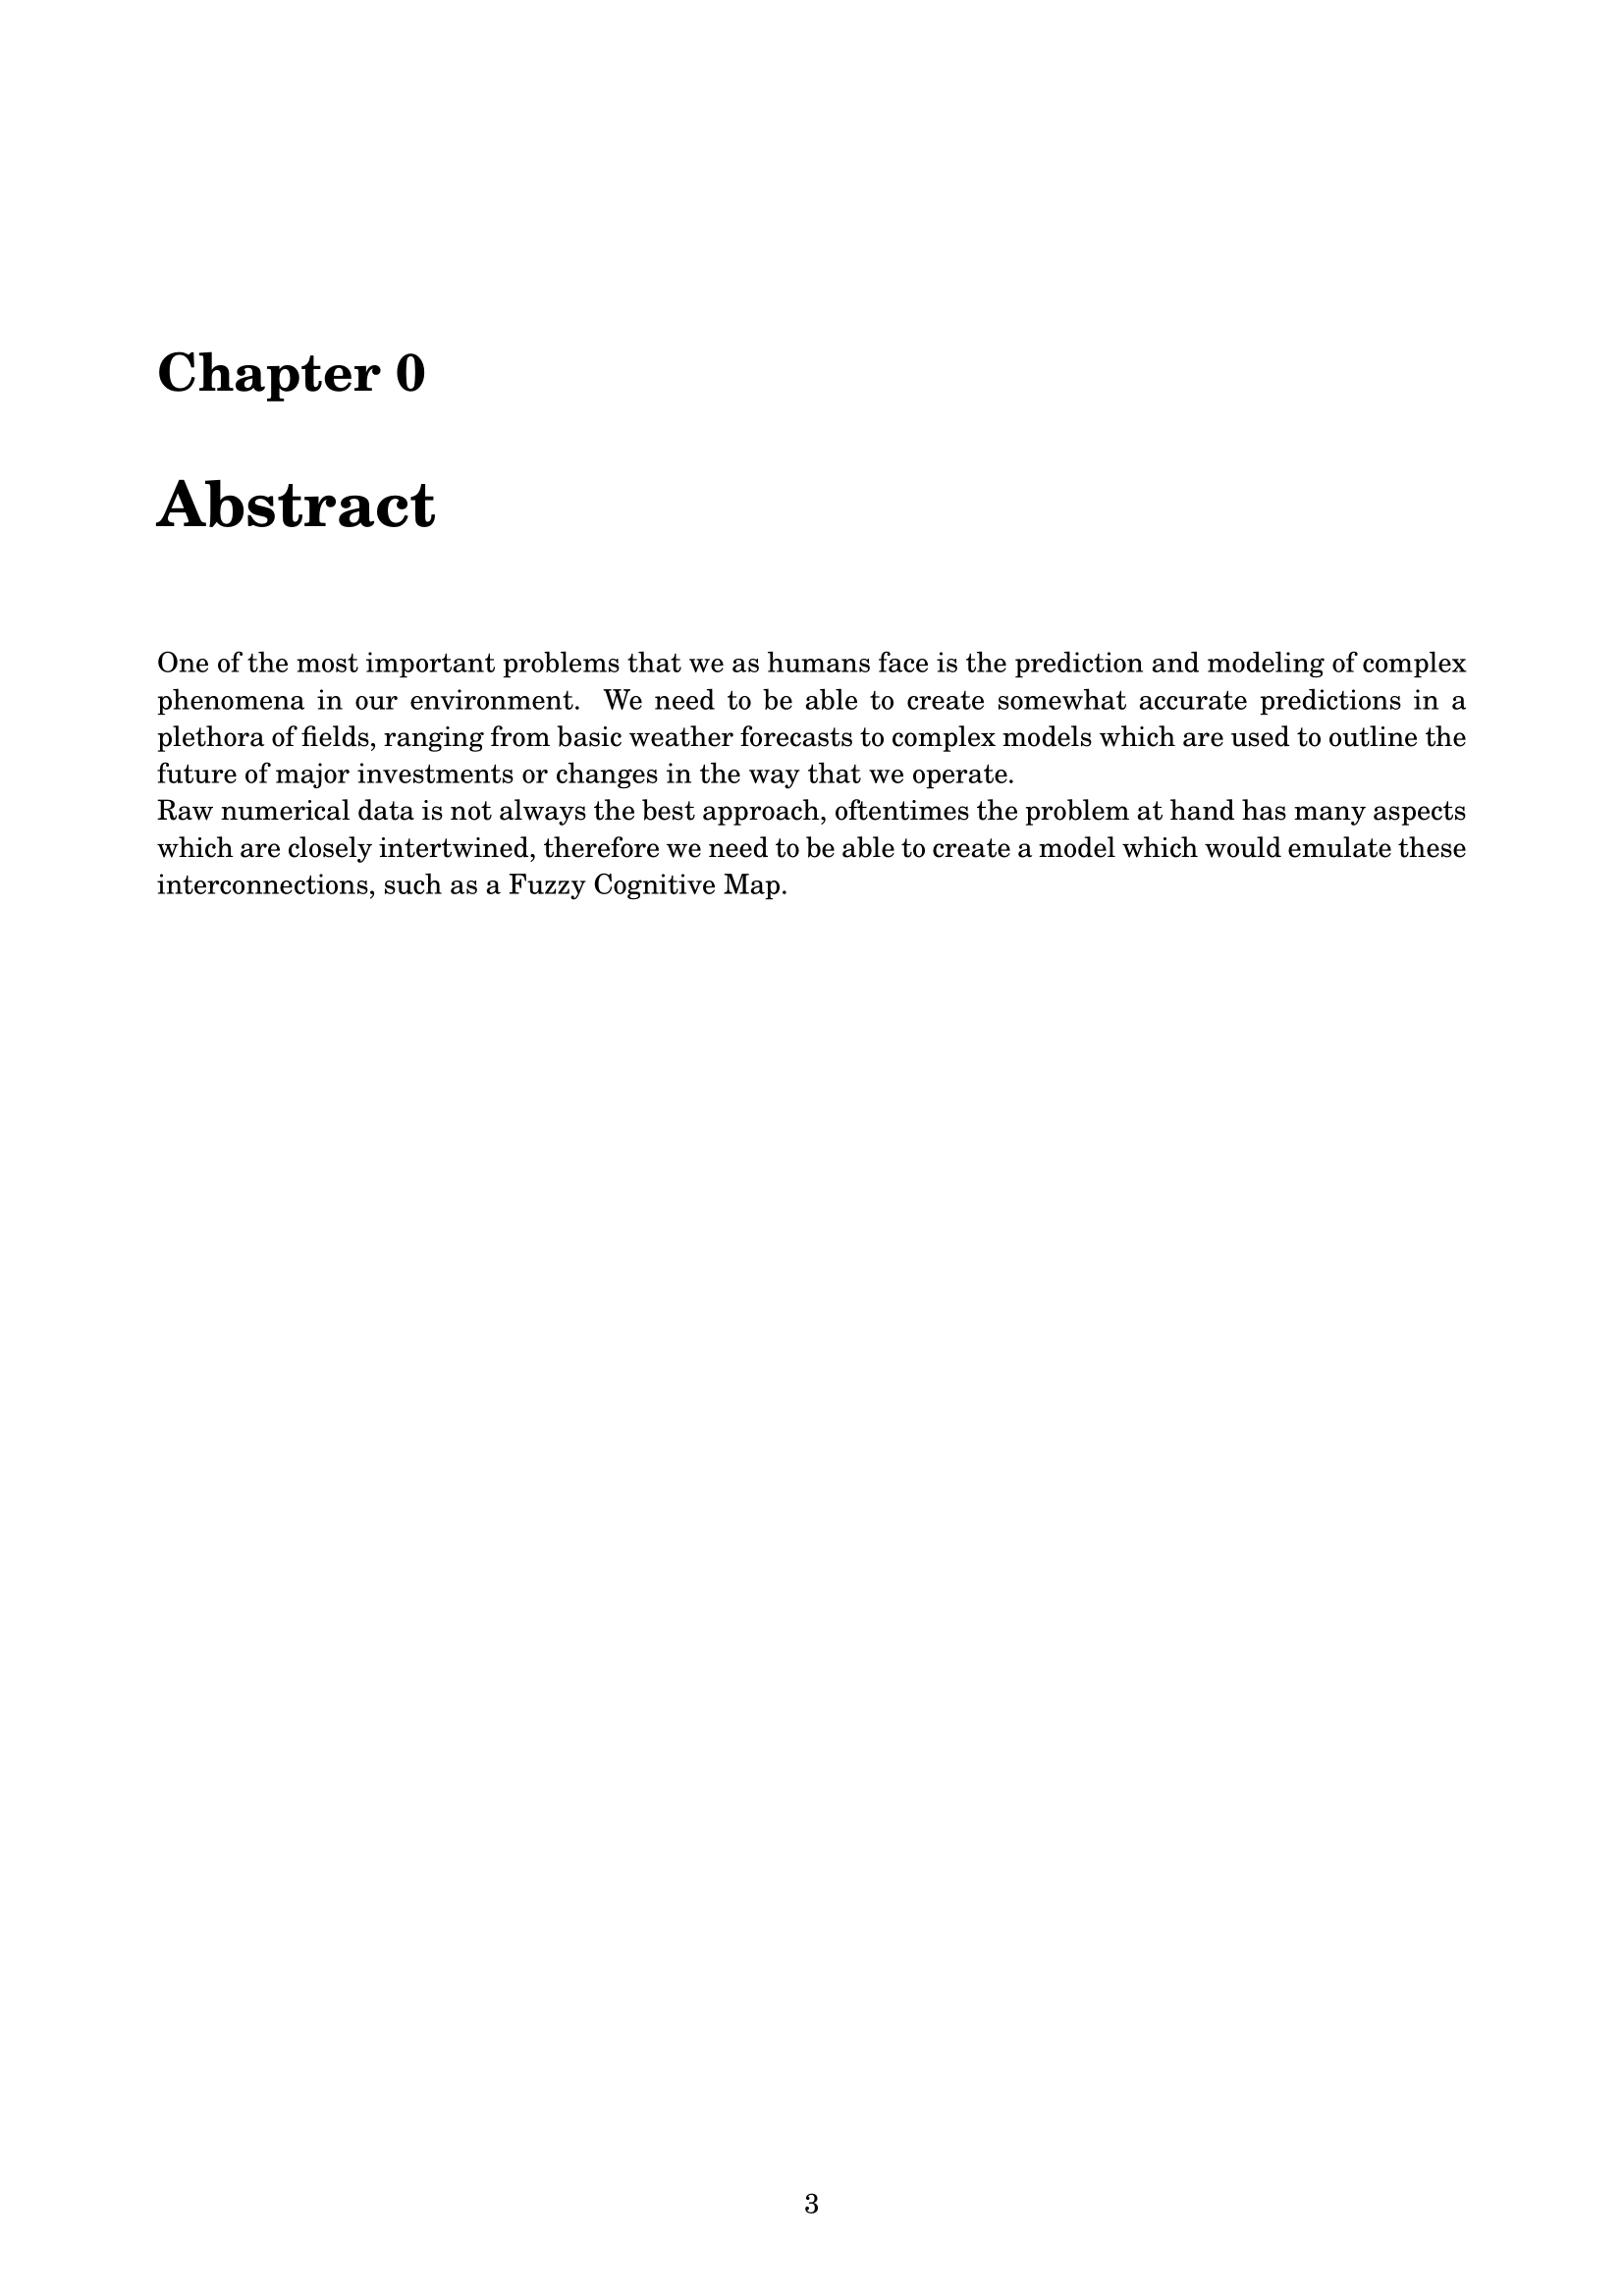 Chapter 0
Abstract
One of the most important problems that we as humans face is the prediction and modeling of complex
phenomena in our environment. We need to be able to create somewhat accurate predictions in a
plethora of fields, ranging from basic weather forecasts to complex models which are used to outline the
future of major investments or changes in the way that we operate.
Raw numerical data is not always the best approach, oftentimes the problem at hand has many aspects
which are closely intertwined, therefore we need to be able to create a model which would emulate these
interconnections, such as a Fuzzy Cognitive Map.
3